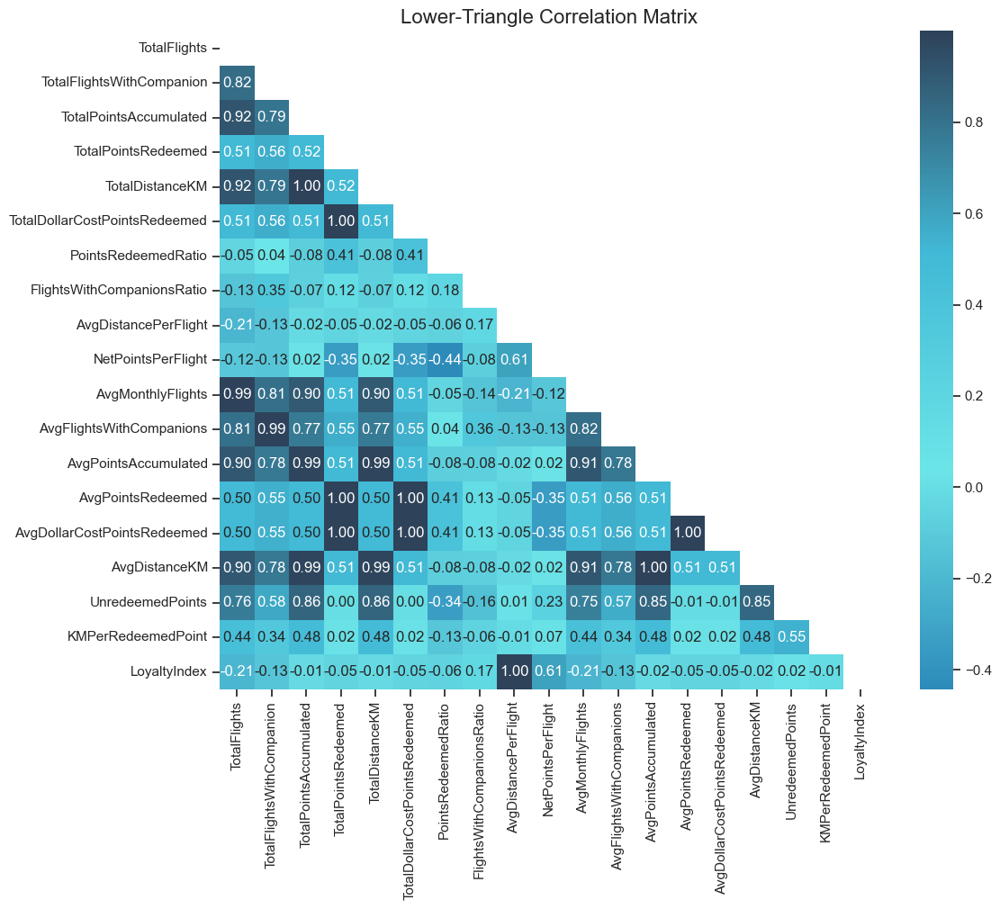 Lower-Triangle Correlation Matrix
TotalFlights
TotalFlightsWithCompanion 0.82
TotalPointsAccumulated 0.92 0.79
TotalPointsRedeemed 0.51 0.56 0.52
TotalDistanceKM 0.92 0.79 1.00 0.52
TotalDollarCostPointsRedeemed 0.51 0.56 0.51 1.00 0.51
PointsRedeemedRatio -0.05 0.04 -0.08 0.41 -0.08 0.41
FlightsWithCompanionsRatio -0.13 0.35 -0.07 0.12 -0.07 0.12 0.18
AvgDistancePerFlight -0.21 -0.13 -0.02 -0.05 -0.02 -0.05 -0.06 0.17
NetPointsPerFlight -0.12 -0.13 0.02 -0.35 0.02 -0.35 -0.44 -0.08 0.61
AvgMonthlyFlights 0.99 0.81 0.90 0.51 0.90 0.51 -0.05 -0.14 -0.21 -0.12
AvgFlightsWithCompanions 0.81 0.99 0.77 0.55 0.77 0.55 0.04 0.36 -0.13 -0.13 0.82
AvgPointsAccumulated 0.90 0.78 0.99 0.51 0.99 0.51 -0.08 -0.08 -0.02 0.02 0.91 0.78
AvgPointsRedeemed 0.50 0.55 0.50 1.00 0.50 1.00 0.41 0.13 -0.05 -0.35 0.51 0.56 0.51
AvgDollarCostPointsRedeemed 0.50 0.55 0.50 1.00 0.50 1.00 0.41 0.13 -0.05 -0.35 0.51 0.56 0.51 1.00
AvgDistanceKM 0.90 0.78 0.99 0.51 0.99 0.51 -0.08 -0.08 -0.02 0.02 0.91 0.78 1.00 0.51 0.51
UnredeemedPoints 0.76 0.58 0.86 0.00 0.86 0.00 -0.34 -0.16 0.01 0.23 0.75 0.57 0.85 -0.01 -0.01 0.85
KMPerRedeemedPoint 0.44 0.34 0.48 0.02 0.48 0.02 -0.13 -0.06 -0.01 0.07 0.44 0.34 0.48 0.02 0.02 0.48 0.55
LoyaltyIndex -0.21 -0.13 -0.01 -0.05 -0.01 -0.05 -0.06 0.17 1.00 0.61 -0.21 -0.13 -0.02 -0.05 -0.05 -0.02 0.02 -0.01
TotalFlights
TotalFlightsWithCompanion
TotalPointsAccumulated
TotalPointsRedeemed
TotalDistanceKM
TotalDollarCostPointsRedeemed
PointsRedeemedRatio
FlightsWithCompanionsRatio
AvgDistancePerFlight
NetPointsPerFlight
AvgMonthlyFlights
AvgFlightsWithCompanions
AvgPointsAccumulated
AvgPointsRedeemed
AvgDollarCostPointsRedeemed
AvgDistanceKM
UnredeemedPoints
KMPerRedeemedPoint
LoyaltyIndex
0.8
0.6
0.4
0.2
0.0
−0.2
−0.4